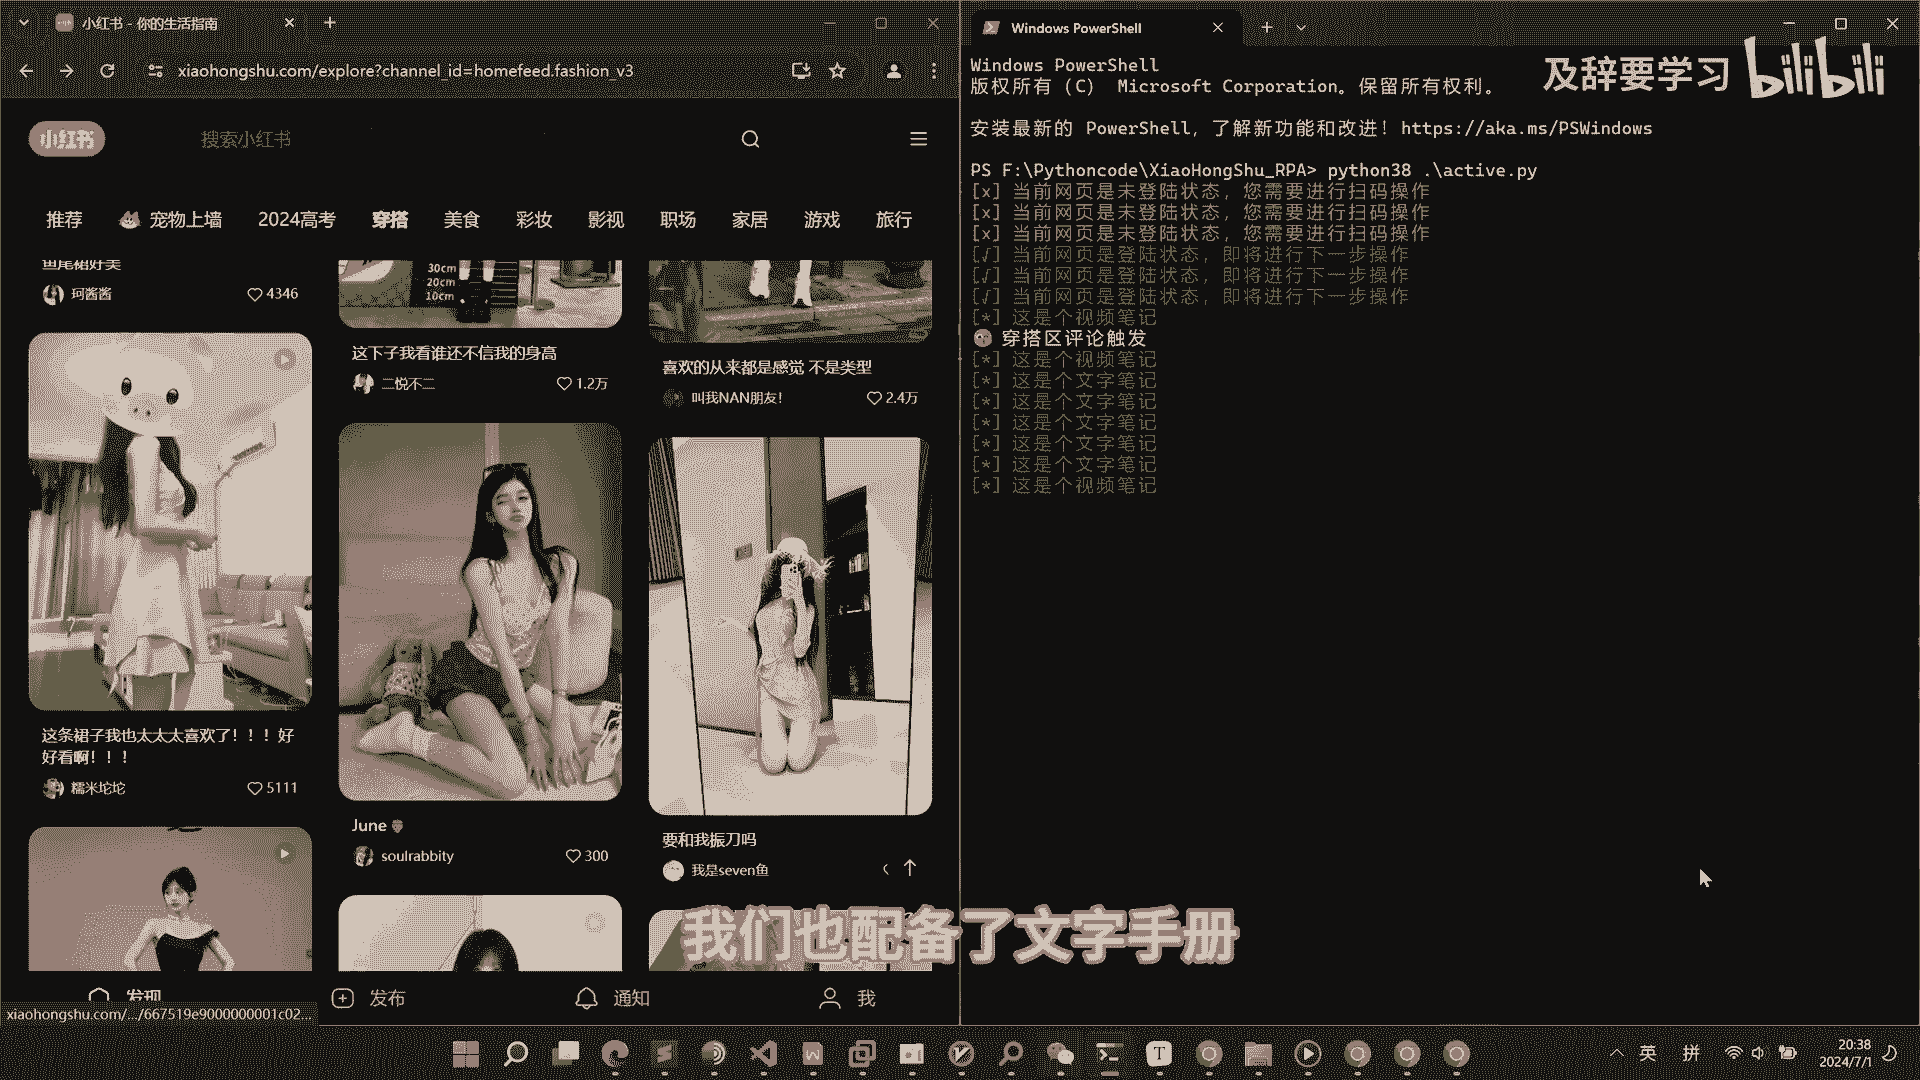 小红书 - 你的生活指南
xiaohongshu.com/explore?channel_id=homefeed.fashion_v3
小红书
搜索小红书
推荐
宠物上墙
2024高考
穿搭
美食
彩妆
影视
职场
家居
游戏
旅行
鱼尾裙好美
珂酱酱
4346
这条裙子我也太太太喜欢了！！！好
好看啊！！！
糯米坨坨
5111
30cm
20cm
10cm
这下子我看谁还不信我的身高
二悦不二
1.2万
June
soulrabbity
300
喜欢的从来都是感觉 不是类型
叫我NAN朋友！
2.4万
要和我振刀吗
我是seven鱼
发现
发布
通知
我
xiaohongshu.com/.../667519e9000000001c02...
Windows PowerShell
及辞要学习 bilibili
Windows PowerShell
版权所有 (C) Microsoft Corporation。保留所有权利。
安装最新的 PowerShell，了解新功能和改进！https://aka.ms/PSWindows
PS F:\Pythoncode\XiaoHongShu_RPA> python38 .\active.py
[x] 当前网页是未登陆状态，您需要进行扫码操作
[x] 当前网页是未登陆状态，您需要进行扫码操作
[x] 当前网页是未登陆状态，您需要进行扫码操作
[√] 当前网页是登陆状态，即将进行下一步操作
[√] 当前网页是登陆状态，即将进行下一步操作
[√] 当前网页是登陆状态，即将进行下一步操作
[*] 这是个视频笔记
穿搭区评论触发
[*] 这是个视频笔记
[*] 这是个文字笔记
[*] 这是个文字笔记
[*] 这是个文字笔记
[*] 这是个文字笔记
[*] 这是个文字笔记
[*] 这是个视频笔记
我们也配备了文字手册
英
拼
20:38
2024/7/1